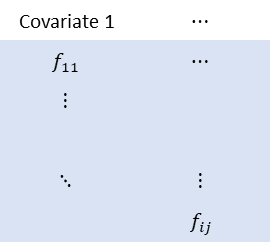 Covariate 1 ⋯
f₁₁ ⋯
⋮
⋱ ⋮
fᵢⱼ